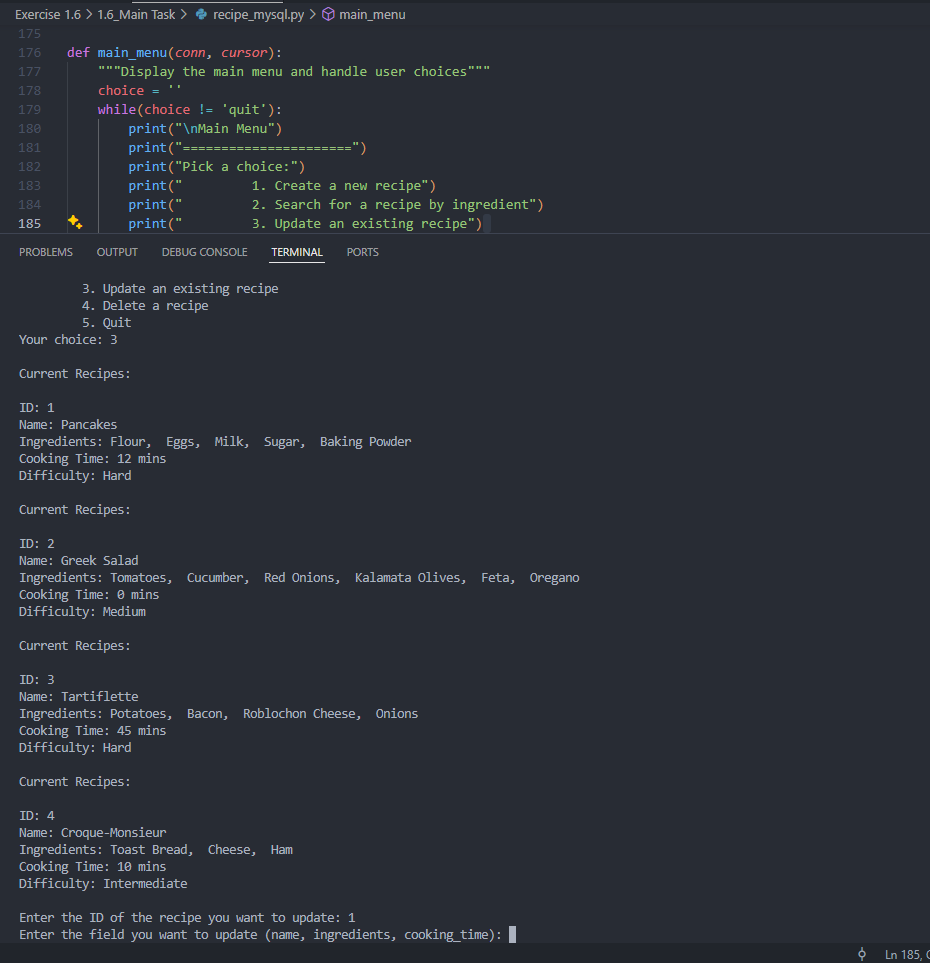 Exercise 1.6 > 1.6_Main Task > recipe_mysql.py > main_menu
175
176 def main_menu(conn, cursor):
177 """Display the main menu and handle user choices"""
178 choice = ''
179 while(choice != 'quit'):
180 print("\nMain Menu")
181 print("======================")
182 print("Pick a choice:")
183 print("         1. Create a new recipe")
184 print("         2. Search for a recipe by ingredient")
185 print("         3. Update an existing recipe")
PROBLEMS OUTPUT DEBUG CONSOLE TERMINAL PORTS
3. Update an existing recipe
4. Delete a recipe
5. Quit
Your choice: 3
Current Recipes:
ID: 1
Name: Pancakes
Ingredients: Flour,  Eggs,  Milk,  Sugar,  Baking Powder
Cooking Time: 12 mins
Difficulty: Hard
Current Recipes:
ID: 2
Name: Greek Salad
Ingredients: Tomatoes,  Cucumber,  Red Onions,  Kalamata Olives,  Feta,  Oregano
Cooking Time: 0 mins
Difficulty: Medium
Current Recipes:
ID: 3
Name: Tartiflette
Ingredients: Potatoes,  Bacon,  Roblochon Cheese,  Onions
Cooking Time: 45 mins
Difficulty: Hard
Current Recipes:
ID: 4
Name: Croque-Monsieur
Ingredients: Toast Bread,  Cheese,  Ham
Cooking Time: 10 mins
Difficulty: Intermediate
Enter the ID of the recipe you want to update: 1
Enter the field you want to update (name, ingredients, cooking_time):
Ln 185,